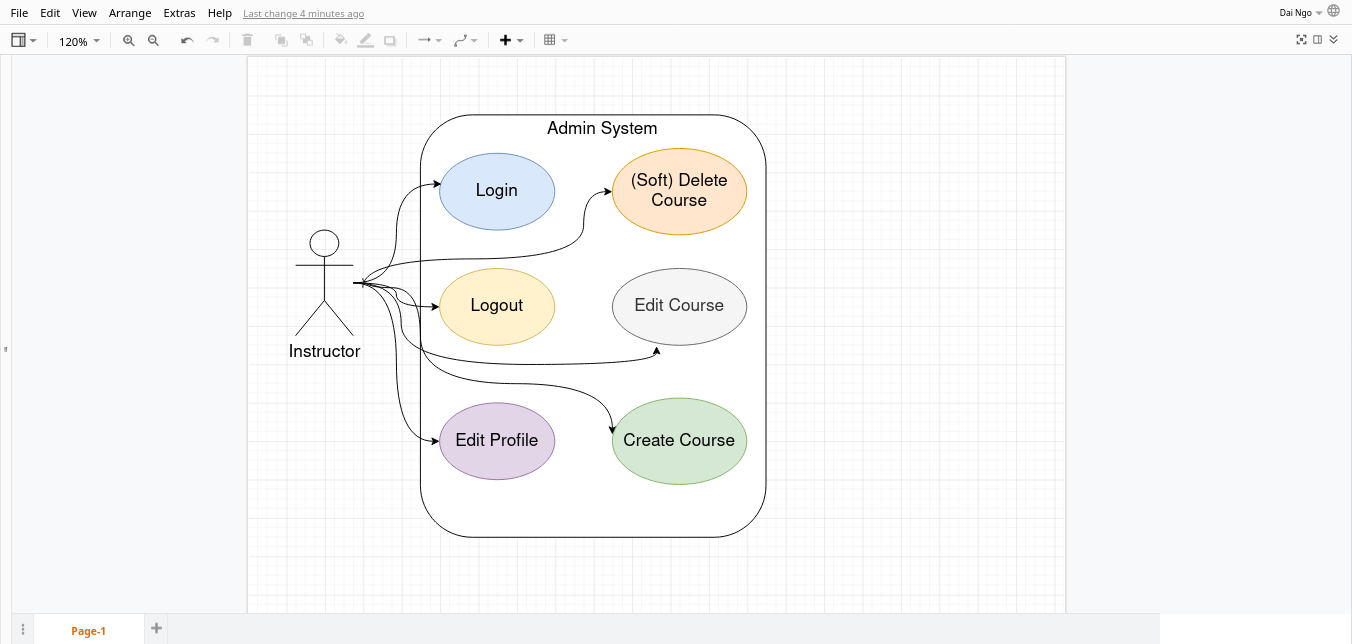 File Edit View Arrange Extras Help Last change 4 minutes ago
Dai Ngo
120%
Admin System
Login
(Soft) Delete
Course
Logout
Edit Course
Instructor
Edit Profile
Create Course
Page-1